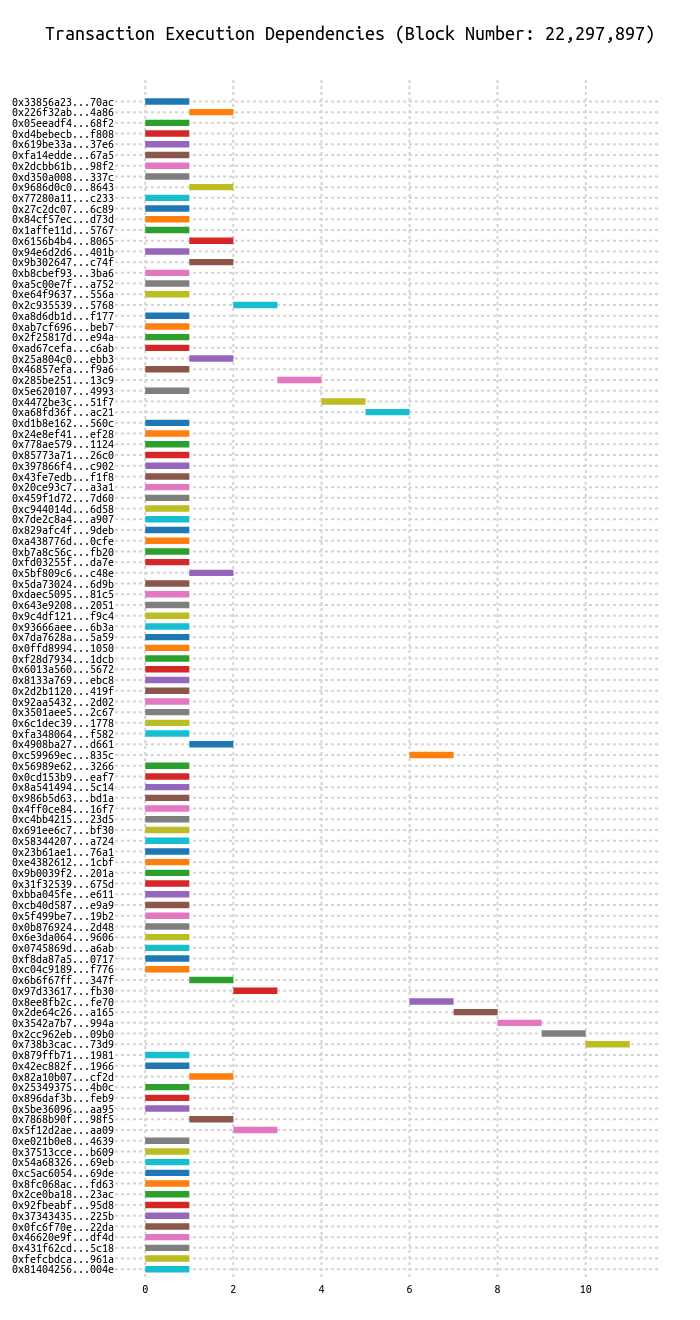 Transaction Execution Dependencies (Block Number: 22,297,897)
0x33856a23...70ac
0x226f32ab...4a86
0x05eeadf4...68f2
0xd4bebecb...f808
0x619be33a...37e6
0xfa14edde...67a5
0x2dcbb61b...98f2
0xd350a008...337c
0x9686d0c0...8643
0x77280a11...c233
0x27c2dc07...6c89
0x84cf57ec...d73d
0x1affe11d...5767
0x6156b4b4...8065
0x94e6d2d6...401b
0x9b302647...c74f
0xb8cbef93...3ba6
0xa5c00e7f...a752
0xe64f9637...556a
0x2c935539...5768
0xa8d6db1d...f177
0xab7cf696...beb7
0x2f25817d...e94a
0xad67cefa...c6ab
0x25a804c0...ebb3
0x46857efa...f9a6
0x285be251...13c9
0x5e620107...4993
0x4472be3c...51f7
0xa68fd36f...ac21
0xd1b8e162...560c
0x24e8ef41...ef28
0x778ae579...1124
0x85773a71...26c0
0x397866f4...c902
0x43fe7edb...f1f8
0x20ce93c7...a3a1
0x459f1d72...7d60
0xc944014d...6d58
0x7de2c8a4...a907
0x829afc4f...9deb
0xa438776d...0cfe
0xb7a8c56c...fb20
0xfd03255f...da7e
0x5bf809c6...c48e
0x5da73024...6d9b
0xdaec5095...81c5
0x643e9208...2051
0x9c4df121...f9c4
0x93666aee...6b3a
0x7da7628a...5a59
0x0ffd8994...1050
0xf28d7934...1dcb
0x6013a560...5672
0x8133a769...ebc8
0x2d2b1120...419f
0x92aa5432...2d02
0x3501aee5...2c67
0x6c1dec39...1778
0xfa348064...f582
0x4908ba27...d661
0xc59969ec...835c
0x56989e62...3266
0x0cd153b9...eaf7
0x8a541494...5c14
0x986b5d63...bd1a
0x4ff0ce84...16f7
0xc4bb4215...23d5
0x691ee6c7...bf30
0x58344207...a724
0x23b61ae1...76a1
0xe4382612...1cbf
0x9b0039f2...201a
0x31f32539...675d
0xbba045fe...e611
0xcb40d587...e9a9
0x5f499be7...19b2
0x0b876924...2d48
0x6e3da064...9606
0x0745869d...a6ab
0xf8da87a5...0717
0xc04c9189...f776
0x6b6f67ff...347f
0x97d33617...fb30
0x8ee8fb2c...fe70
0x2de64c26...a165
0x3542a7b7...994a
0x2cc962eb...09b0
0x738b3cac...73d9
0x879ffb71...1981
0x42ec882f...1966
0x82a10b07...cf2d
0x25349375...4b0c
0x896daf3b...feb9
0x5be36096...aa95
0x7868b90f...98f5
0x5f12d2ae...aa09
0xe021b0e8...4639
0x37513cce...b609
0x54a68326...69eb
0xc5ac6054...69de
0x8fc068ac...fd63
0x2ce0ba18...23ac
0x92fbeabf...95d8
0x37343435...225b
0x0fc6f70e...22da
0x46620e9f...df4d
0x431f62cd...5c18
0xfefcbdca...961a
0x81404256...004e
0 2 4 6 8 10